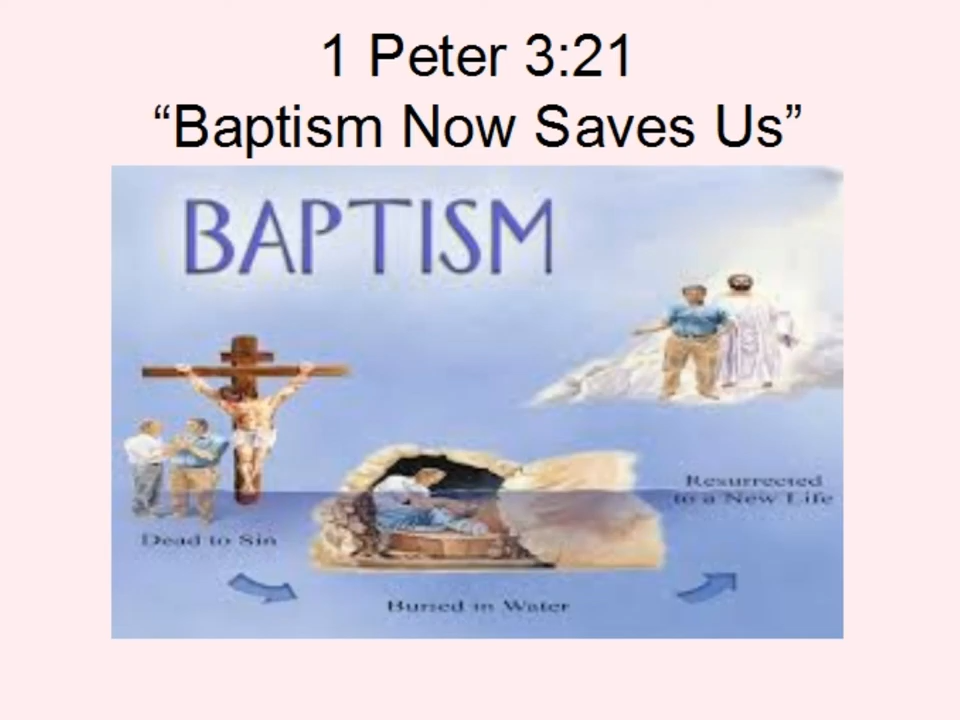 1 Peter 3:21
“Baptism Now Saves Us”
BAPTISM
Resurrected
to a New Life
Dead to Sin
Buried in Water